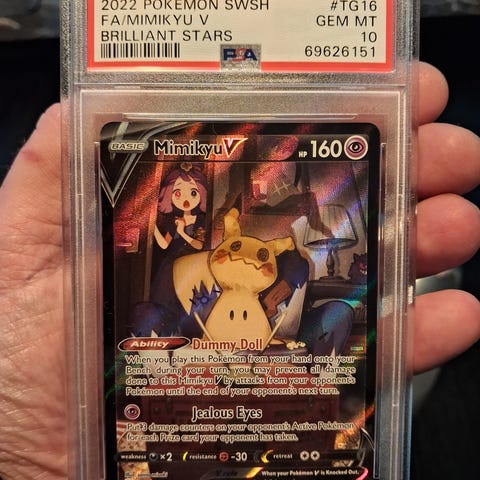 2022 POKEMON SWSH #TG16
FA/MIMIKYU V GEM MT
BRILLIANT STARS 10
PSA 69626151
BASIC Mimikyu V HP 160
Ability Dummy Doll
When you play this Pokémon from your hand onto your
Bench during your turn, you may prevent all damage
done to this Mimikyu V by attacks from your opponent's
Pokémon until the end of your opponent's next turn.
Jealous Eyes
Put 3 damage counters on your opponent's Active Pokémon
for each Prize card your opponent has taken.
weakness ×2 resistance -30 retreat
V rule When your Pokémon V is Knocked Out,